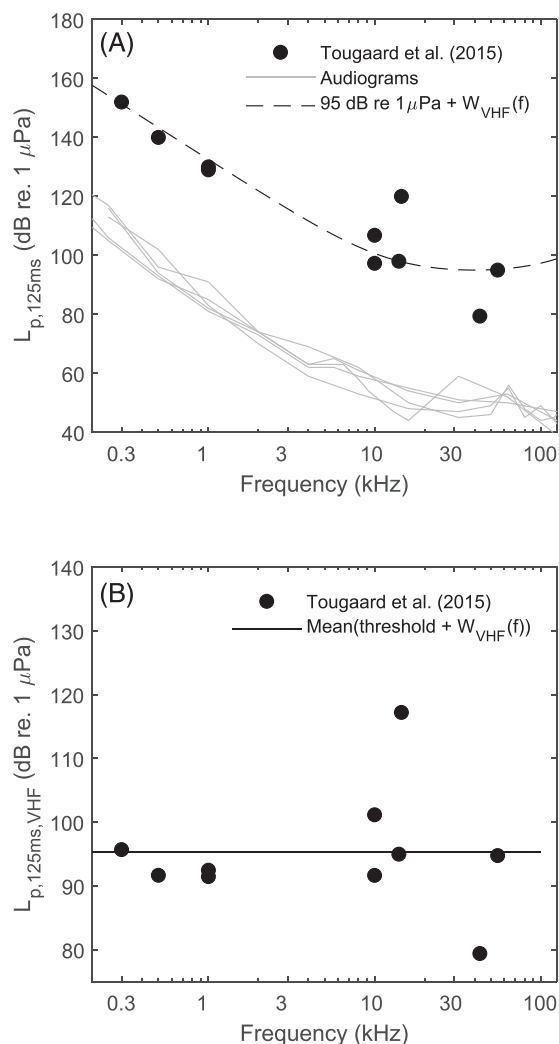 (A)
Tougaard et al. (2015)
Audiograms
95 dB re 1μPa + W_VHF(f)
180
160
140
120
100
80
60
40
L_p,125ms (dB re. 1 μPa)
0.3 1 3 10 30 100
Frequency (kHz)
(B)
Tougaard et al. (2015)
Mean(threshold + W_VHF(f))
140
130
120
110
100
90
80
L_p,125ms,VHF (dB re. 1 μPa)
0.3 1 3 10 30 100
Frequency (kHz)